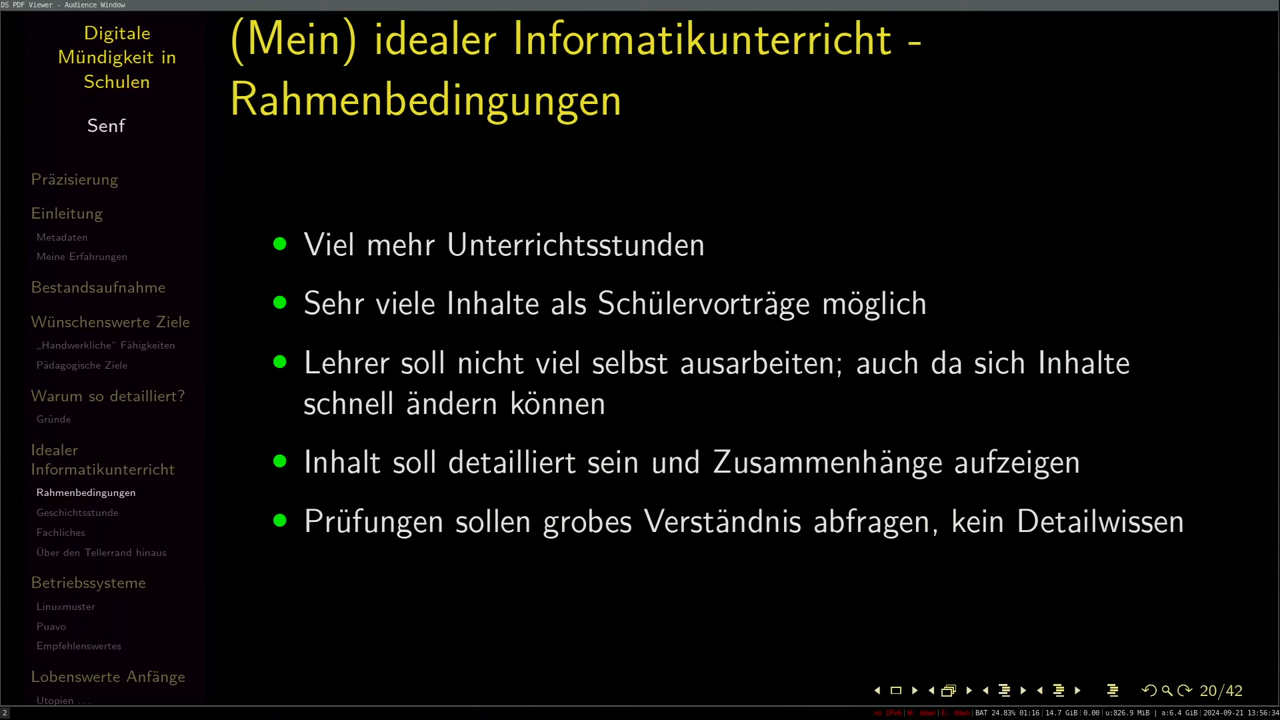 DS PDF Viewer - Audience Window
Digitale
Mündigkeit in
Schulen
Senf
Präzisierung
Einleitung
Metadaten
Meine Erfahrungen
Bestandsaufnahme
Wünschenswerte Ziele
„Handwerkliche“ Fähigkeiten
Pädagogische Ziele
Warum so detailliert?
Gründe
Idealer
Informatikunterricht
Rahmenbedingungen
Geschichtsstunde
Fachliches
Über den Tellerrand hinaus
Betriebssysteme
Linuxmuster
Puavo
Empfehlenswertes
Lobenswerte Anfänge
Utopien ...
(Mein) idealer Informatikunterricht -
Rahmenbedingungen
Viel mehr Unterrichtsstunden
Sehr viele Inhalte als Schülervorträge möglich
Lehrer soll nicht viel selbst ausarbeiten; auch da sich Inhalte
schnell ändern können
Inhalt soll detailliert sein und Zusammenhänge aufzeigen
Prüfungen sollen grobes Verständnis abfragen, kein Detailwissen
20/42
2
no IPv6|W: down|E: down|BAT 24.83% 01:16|14.7 GiB|0.00|u:826.9 MiB | a:6.4 GiB|2024-09-21 13:56:34